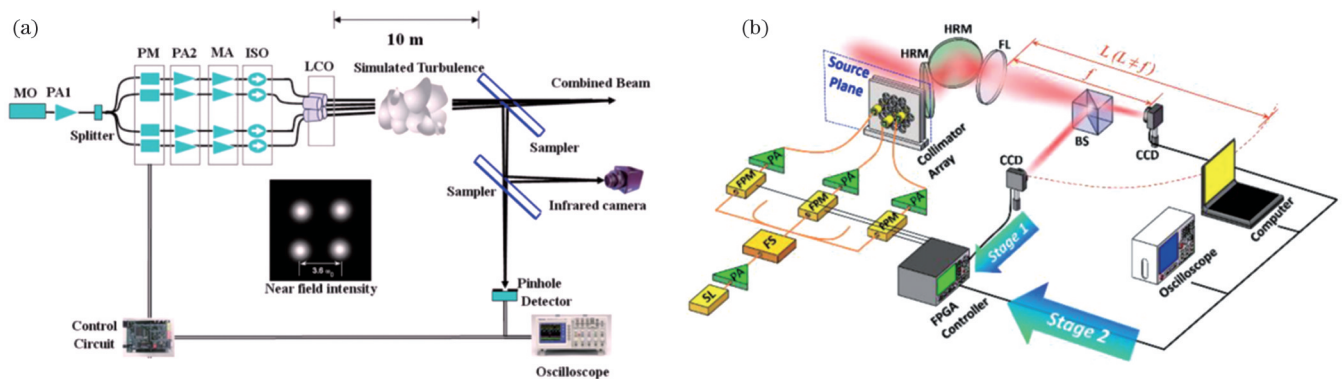 (a)
10 m
PM
PA2
MA
ISO
LCO
Simulated Turbulence
Combined Beam
MO
PA1
Splitter
Sampler
Sampler
Infrared camera
3.6 ω0
Near field intensity
Pinhole
Detector
Control
Circuit
Oscilloscope
(b)
HRM
HRM
FL
L(L≠f)
f
Source
Plane
BS
CCD
Collimator
Array
CCD
PA
FPM
PA
FPM
PA
FPM
FS
PA
SL
Stage 1
FPGA
Controller
Computer
Oscilloscope
Stage 2